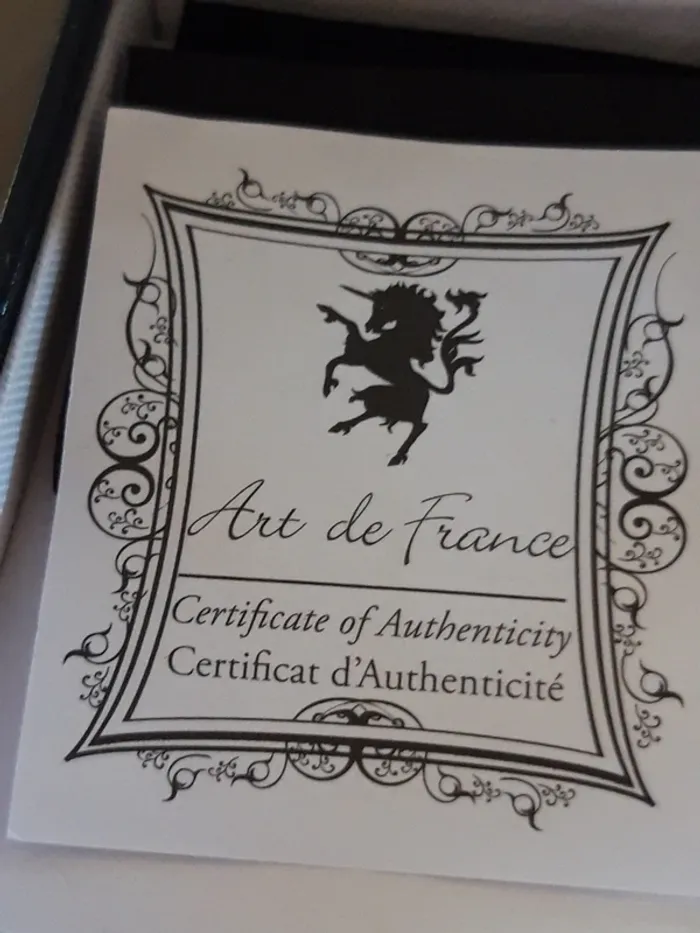 Art de France
Certificate of Authenticity
Certificat d'Authenticité